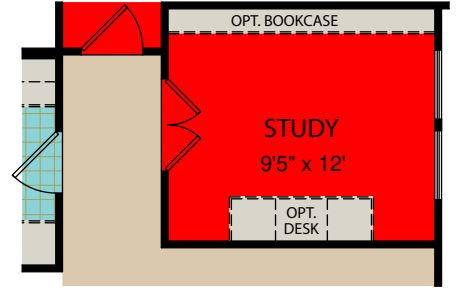 OPT. BOOKCASE
STUDY
9'5" x 12'
OPT.
DESK